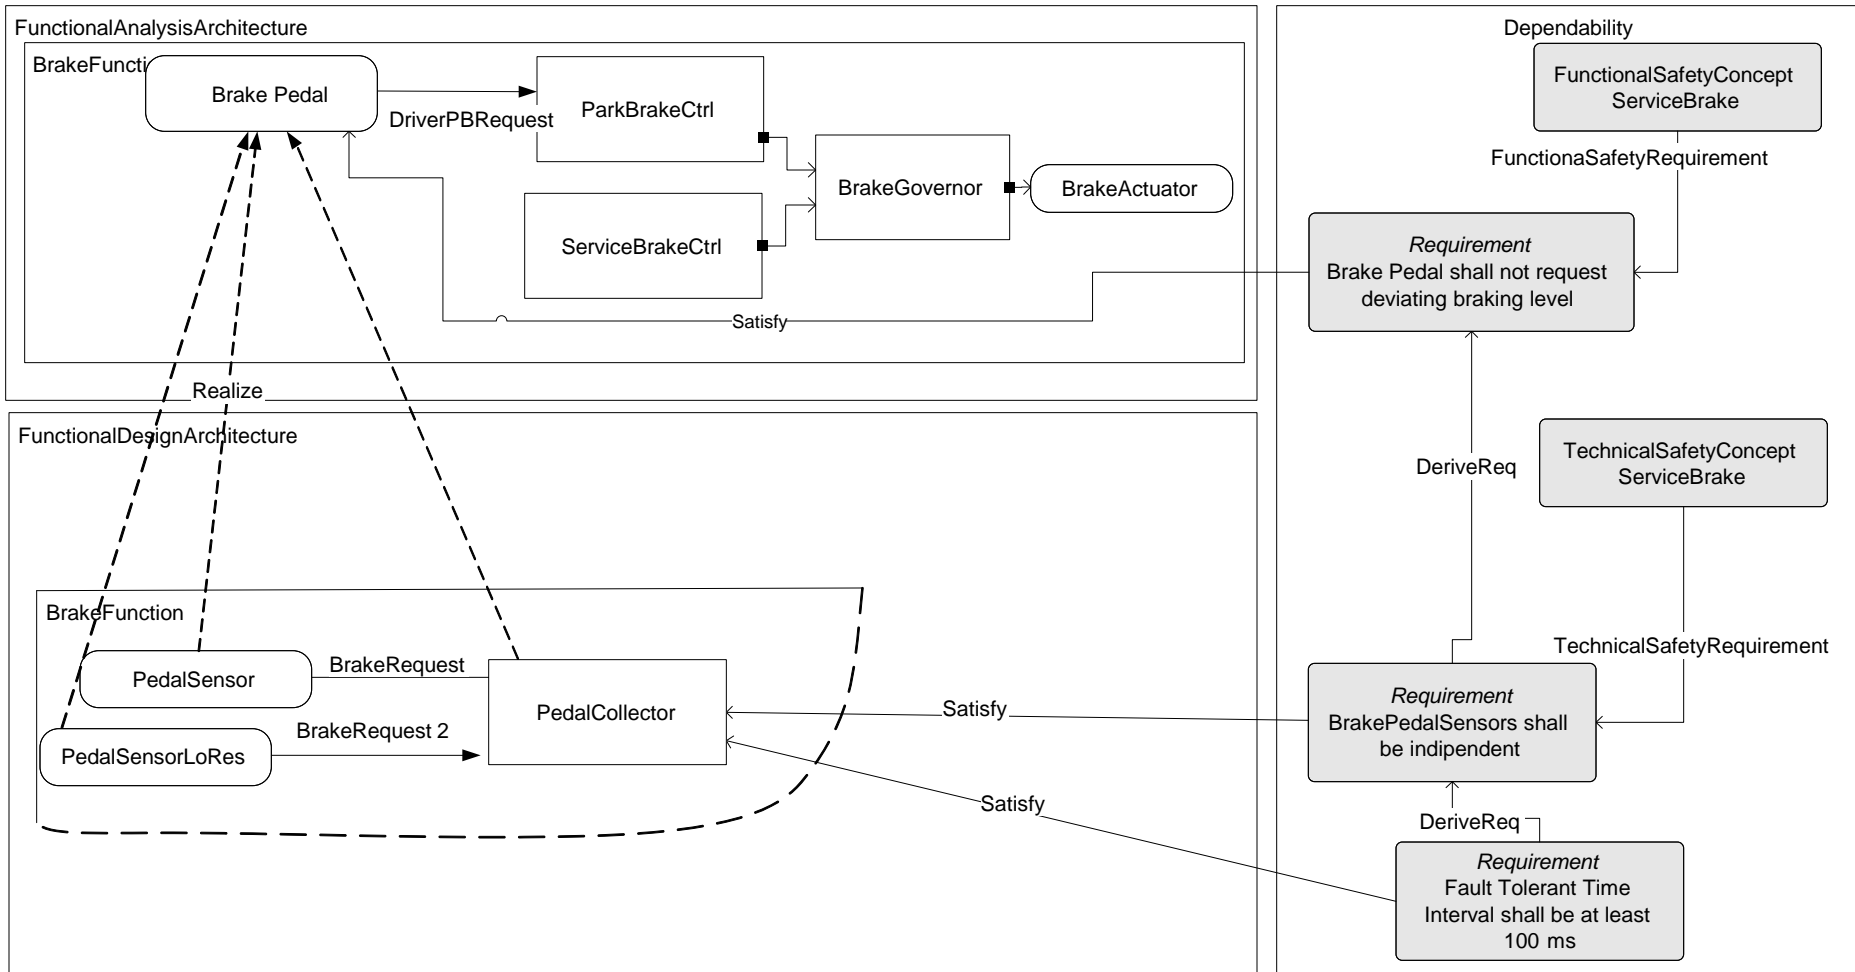 FunctionalAnalysisArchitecture
BrakeFuncti
Brake Pedal
DriverPBRequest
ParkBrakeCtrl
ServiceBrakeCtrl
BrakeGovernor
BrakeActuator
Satisfy
Realize
FunctionalDesignArchitecture
BrakeFunction
PedalSensor
BrakeRequest
PedalSensorLoRes
BrakeRequest 2
PedalCollector
Satisfy
Satisfy
Dependability
FunctionalSafetyConcept
ServiceBrake
FunctionaSafetyRequirement
Requirement
Brake Pedal shall not request
deviating braking level
DeriveReq
TechnicalSafetyConcept
ServiceBrake
TechnicalSafetyRequirement
Requirement
BrakePedalSensors shall
be indipendent
DeriveReq
Requirement
Fault Tolerant Time
Interval shall be at least
100 ms